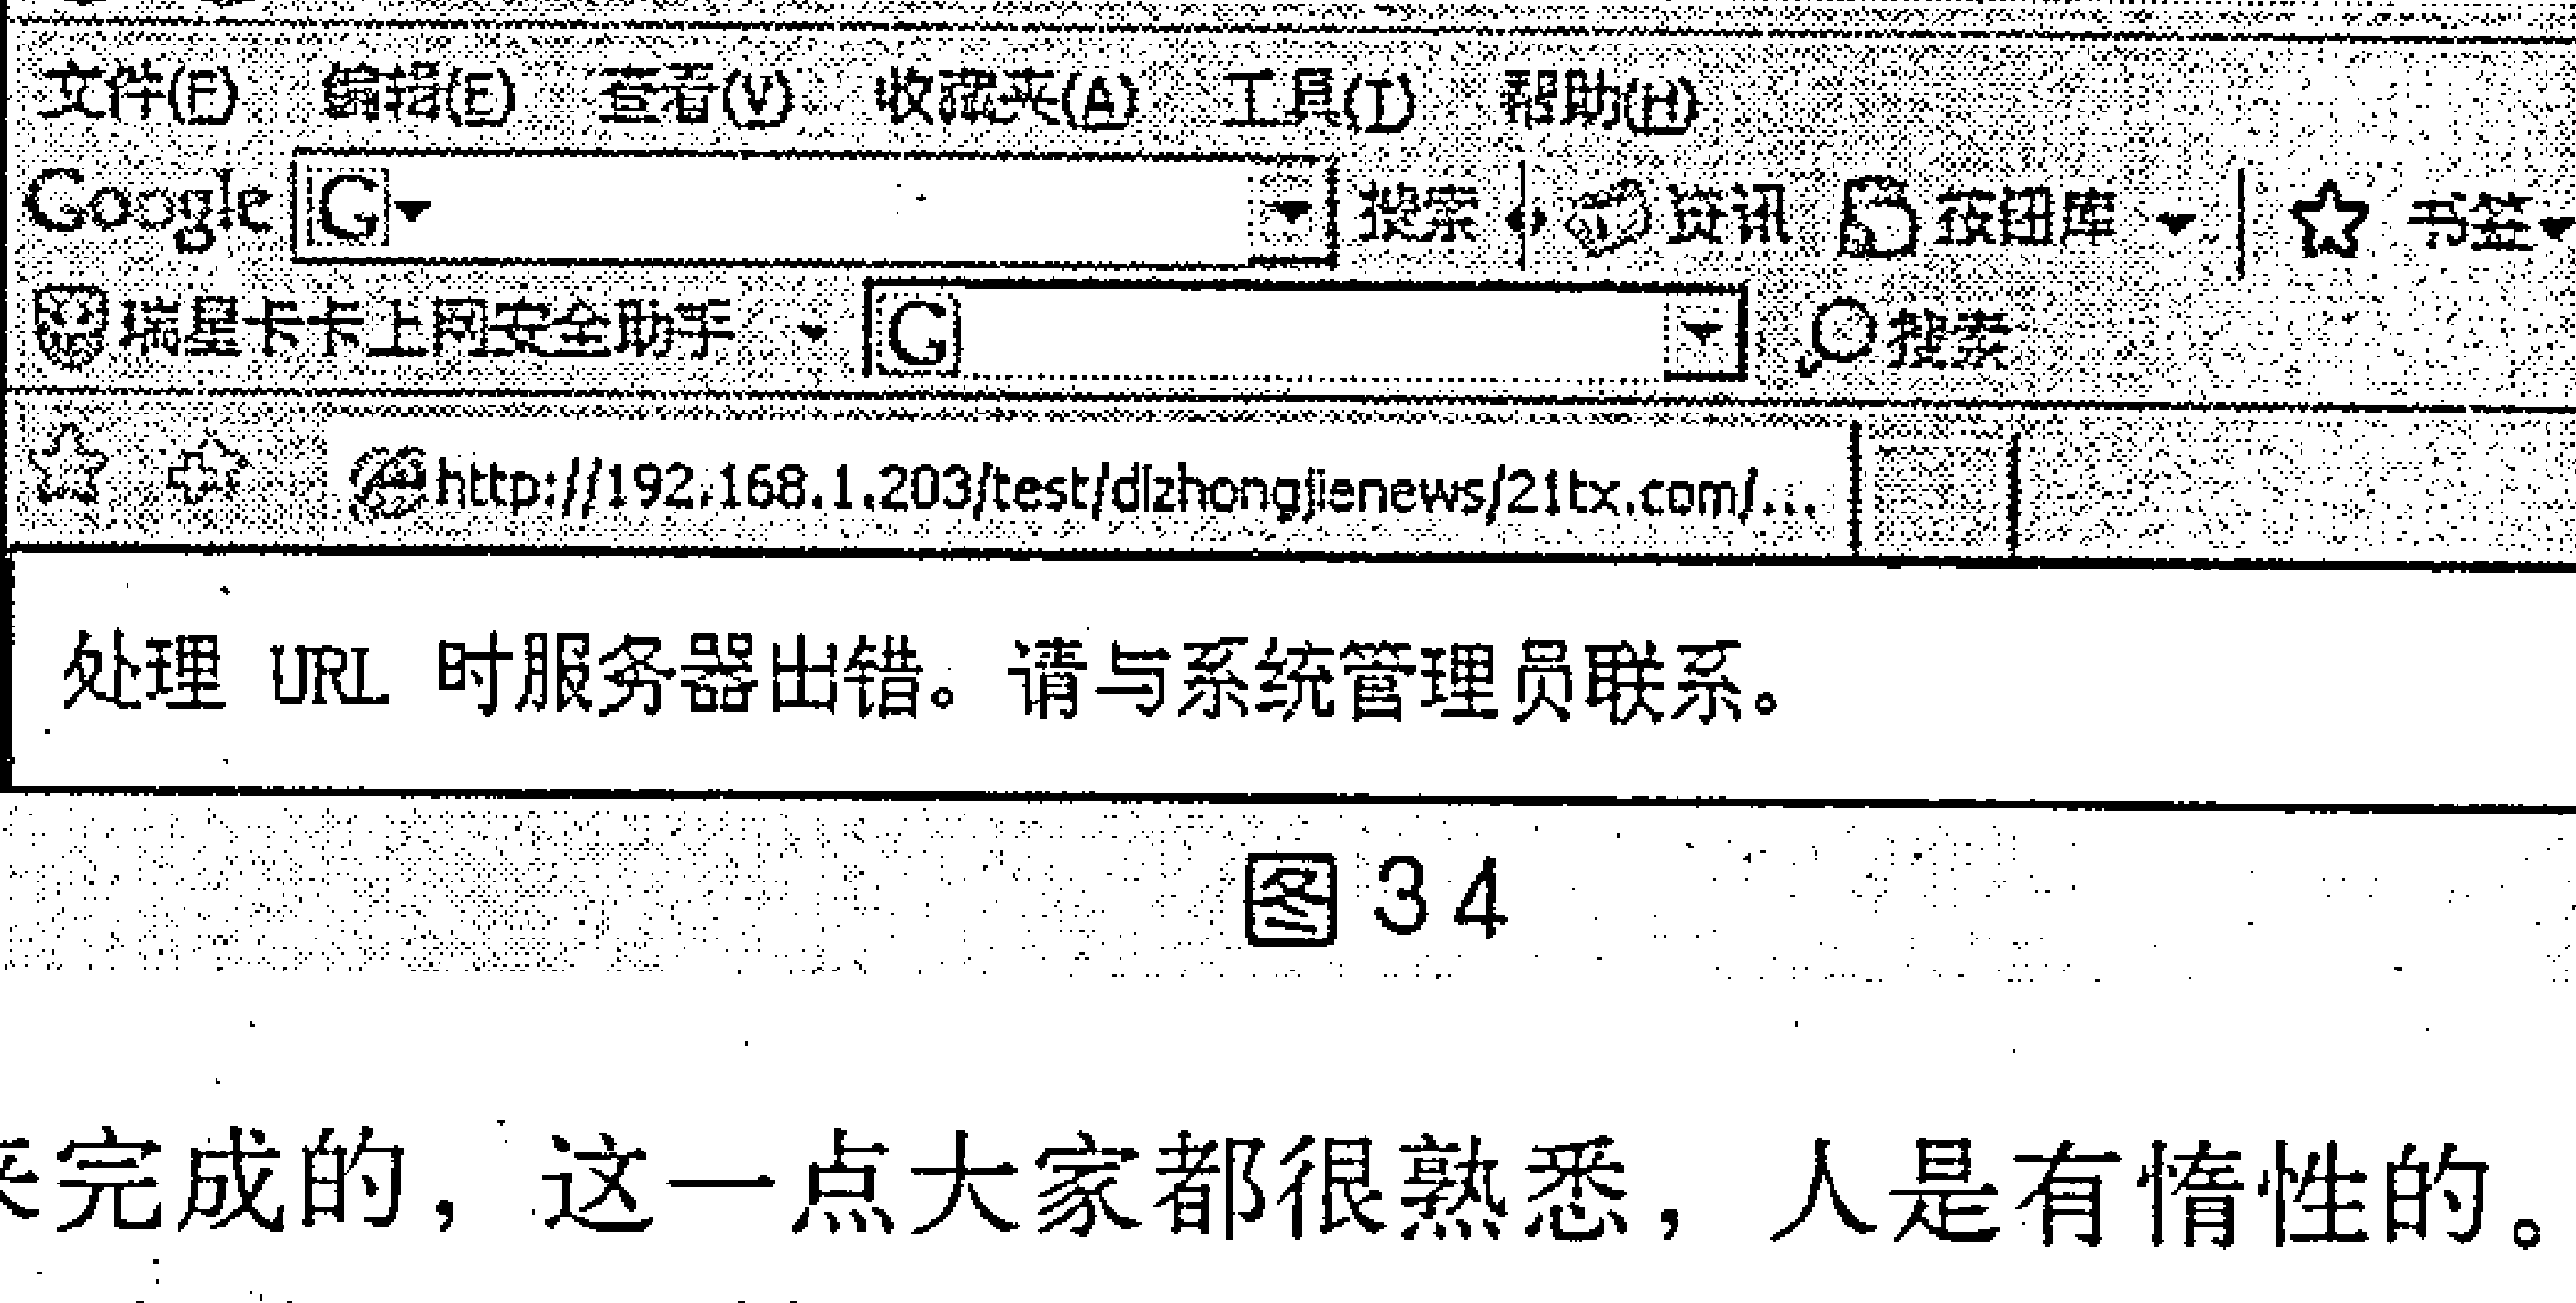 文件(F) 编辑(E) 查看(V) 收藏夹(A) 工具(T) 帮助(H)
Google G 搜索 资讯 按钮库 书签
瑞星卡卡上网安全助手 G 搜索
http://192.168.1.203/test/dlzhongjienews/21tx.com/...
处理 URL 时服务器出错。请与系统管理员联系。
图34
来完成的，这一点大家都很熟悉，人是有惰性的。